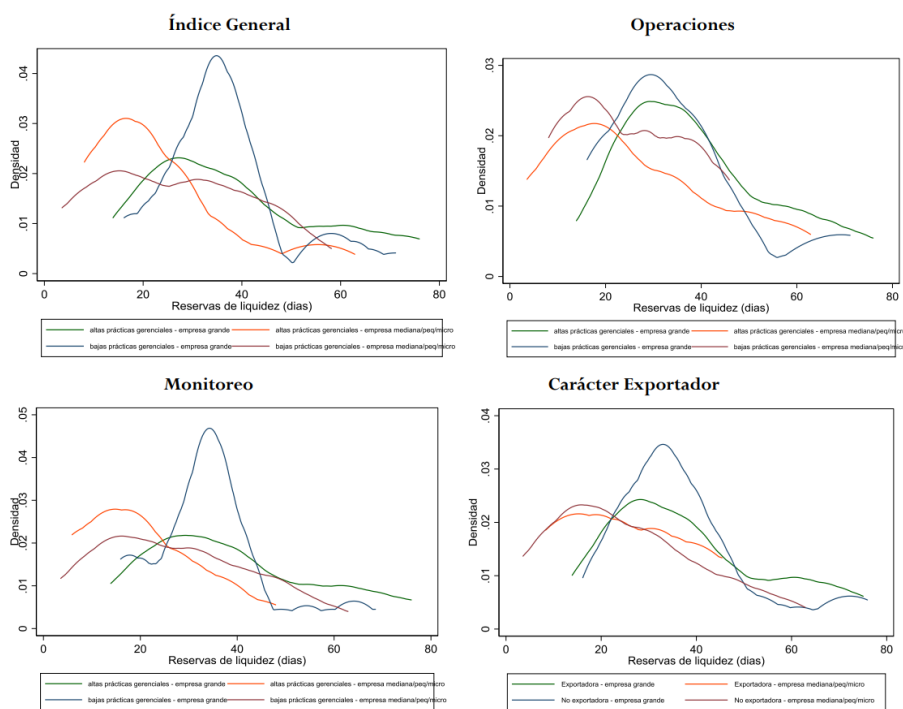 Índice General
Densidad
.04
.03
.02
.01
0
0 20 40 60 80
Reservas de liquidez (dias)
altas prácticas gerenciales - empresa grande
altas prácticas gerenciales - empresa mediana/peq/micro
bajas prácticas gerenciales - empresa grande
bajas prácticas gerenciales - empresa mediana/peq/micro
Operaciones
Densidad
.03
.02
.01
0
0 20 40 60 80
Reservas de liquidez (dias)
altas prácticas gerenciales - empresa grande
altas prácticas gerenciales - empresa mediana/peq/micro
bajas prácticas gerenciales - empresa grande
bajas prácticas gerenciales - empresa mediana/peq/micro
Monitoreo
Densidad
.05
.04
.03
.02
.01
0
0 20 40 60 80
Reservas de liquidez (dias)
altas prácticas gerenciales - empresa grande
altas prácticas gerenciales - empresa mediana/peq/micro
bajas prácticas gerenciales - empresa grande
bajas prácticas gerenciales - empresa mediana/peq/micro
Carácter Exportador
Densidad
.04
.03
.02
.01
0
0 20 40 60 80
Reservas de liquidez (dias)
Exportadora - empresa grande
Exportadora - empresa mediana/peq/micro
No exportadora - empresa grande
No exportadora - empresa mediana/peq/micro